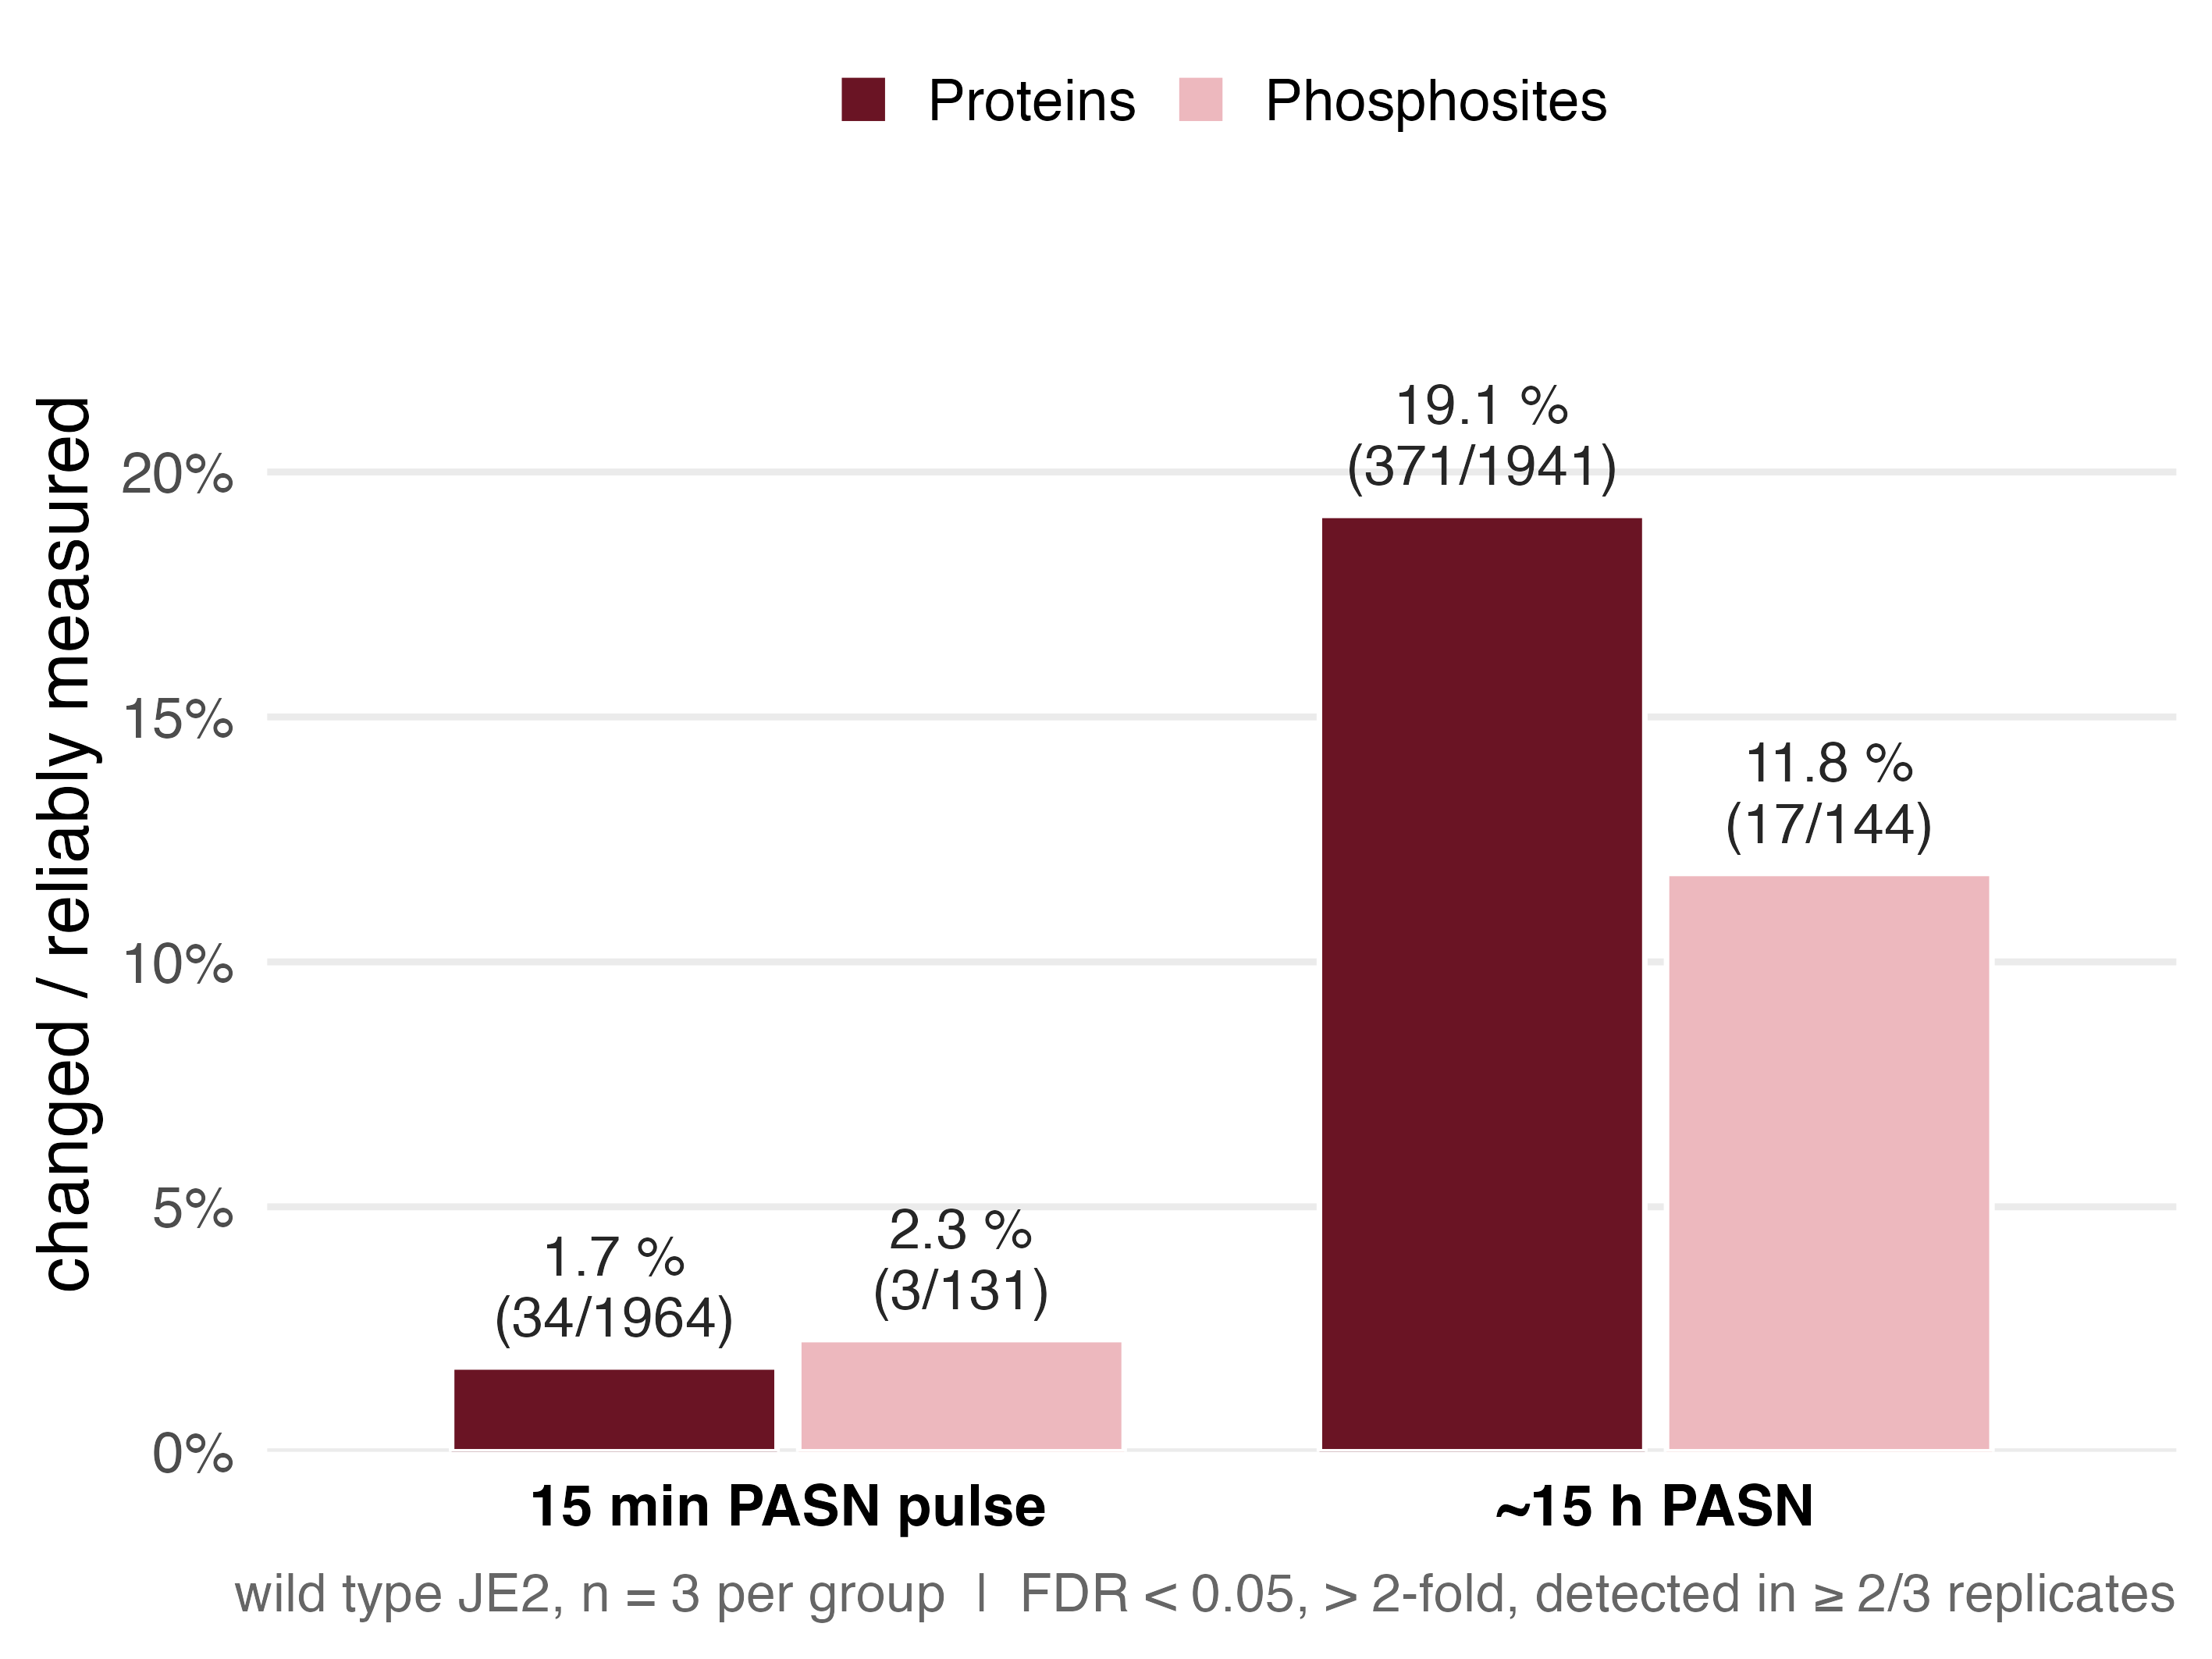 Proteins Phosphosites
changed / reliably measured
20%
15%
10%
5%
0%
19.1 %
(371/1941)
11.8 %
(17/144)
1.7 %
(34/1964)
2.3 %
(3/131)
15 min PASN pulse
~15 h PASN
wild type JE2, n = 3 per group | FDR < 0.05, > 2-fold, detected in ≥ 2/3 replicates